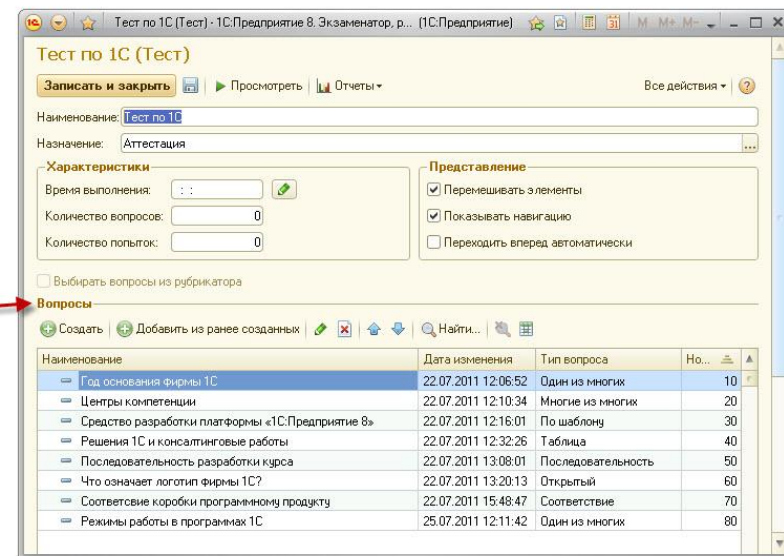 Тест по 1С (Тест) - 1С:Предприятие 8. Экзаменатор, р... (1С:Предприятие) M M+ M-
Тест по 1С (Тест)
Записать и закрыть Просмотреть Отчеты Все действия
Наименование: Тест по 1С
Назначение: Аттестация ...
Характеристики Представление
Время выполнения: : : Перемешивать элементы
Количество вопросов: 0 Показывать навигацию
Количество попыток: 0 Переходить вперед автоматически
Выбирать вопросы из рубрикатора
Вопросы
Создать Добавить из ранее созданных Найти...
Наименование Дата изменения Тип вопроса Но...
Год основания фирмы 1С 22.07.2011 12:06:52 Один из многих 10
Центры компетенции 22.07.2011 12:10:34 Многие из многих 20
Средство разработки платформы «1С:Предприятие 8» 22.07.2011 12:16:01 По шаблону 30
Решения 1С и консалтинговые работы 22.07.2011 12:32:26 Таблица 40
Последовательность разработки курса 22.07.2011 13:08:01 Последовательность 50
Что означает логотип фирмы 1С? 22.07.2011 13:20:13 Открытый 60
Соответсвие коробки программному продукту 22.07.2011 15:48:47 Соответствие 70
Режимы работы в программах 1С 25.07.2011 12:11:42 Один из многих 80